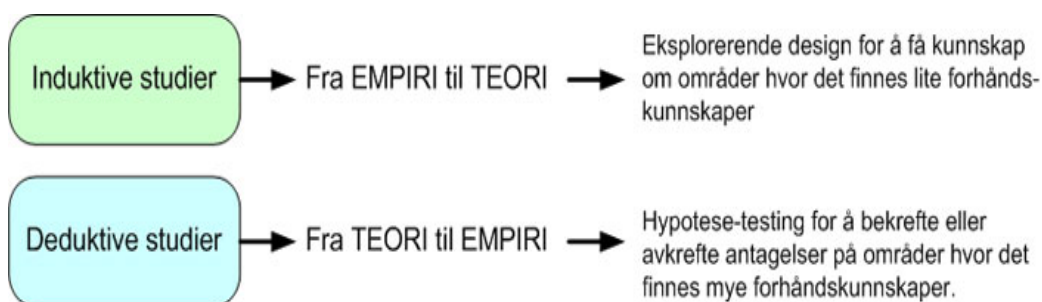 Induktive studier
Fra EMPIRI til TEORI
Eksplorerende design for å få kunnskap
om områder hvor det finnes lite forhånds-
kunnskaper
Deduktive studier
Fra TEORI til EMPIRI
Hypotese-testing for å bekrefte eller
avkrefte antagelser på områder hvor det
finnes mye forhåndskunnskaper.